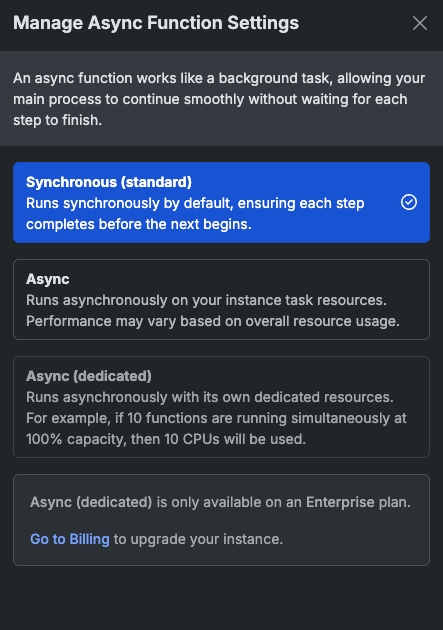 Manage Async Function Settings
An async function works like a background task, allowing your
main process to continue smoothly without waiting for each
step to finish.
Synchronous (standard)
Runs synchronously by default, ensuring each step
completes before the next begins.
Async
Runs asynchronously on your instance task resources.
Performance may vary based on overall resource usage.
Async (dedicated)
Runs asynchronously with its own dedicated resources.
For example, if 10 functions are running simultaneously at
100% capacity, then 10 CPUs will be used.
Async (dedicated) is only available on an Enterprise plan.
Go to Billing to upgrade your instance.